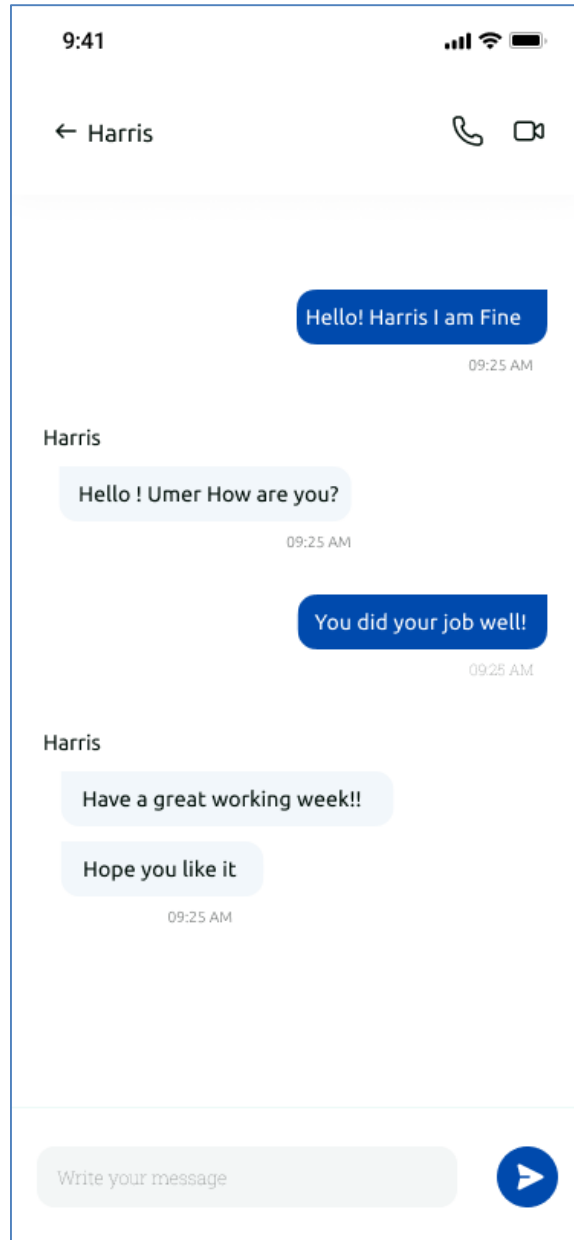 9:41
Harris
Hello! Harris I am Fine
09:25 AM
Harris
Hello ! Umer How are you?
09:25 AM
You did your job well!
09:25 AM
Harris
Have a great working week!!
Hope you like it
09:25 AM
Write your message